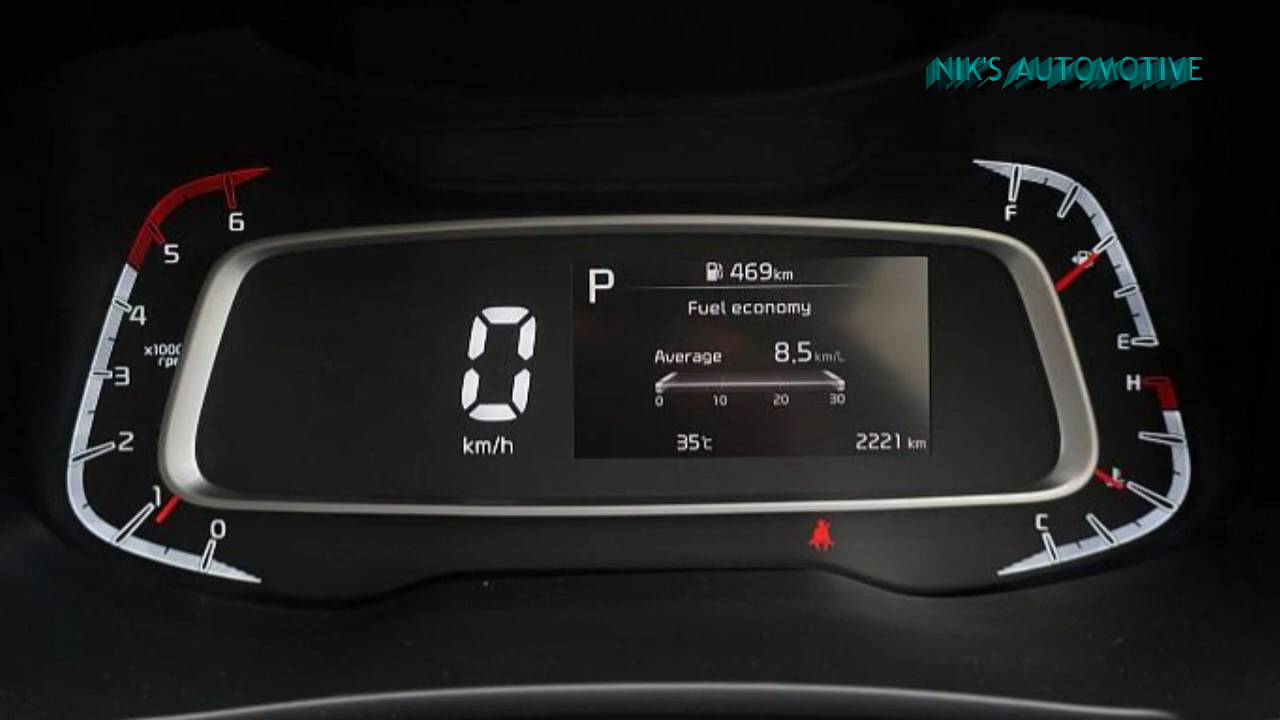 NIK'S AUTOMOTIVE
6
5
4
x1000
3
2
1
0
0
km/h
P
469km
Fuel economy
Average 8.5km/L
0 10 20 30
35℃ 2221 km
F
E
H
C